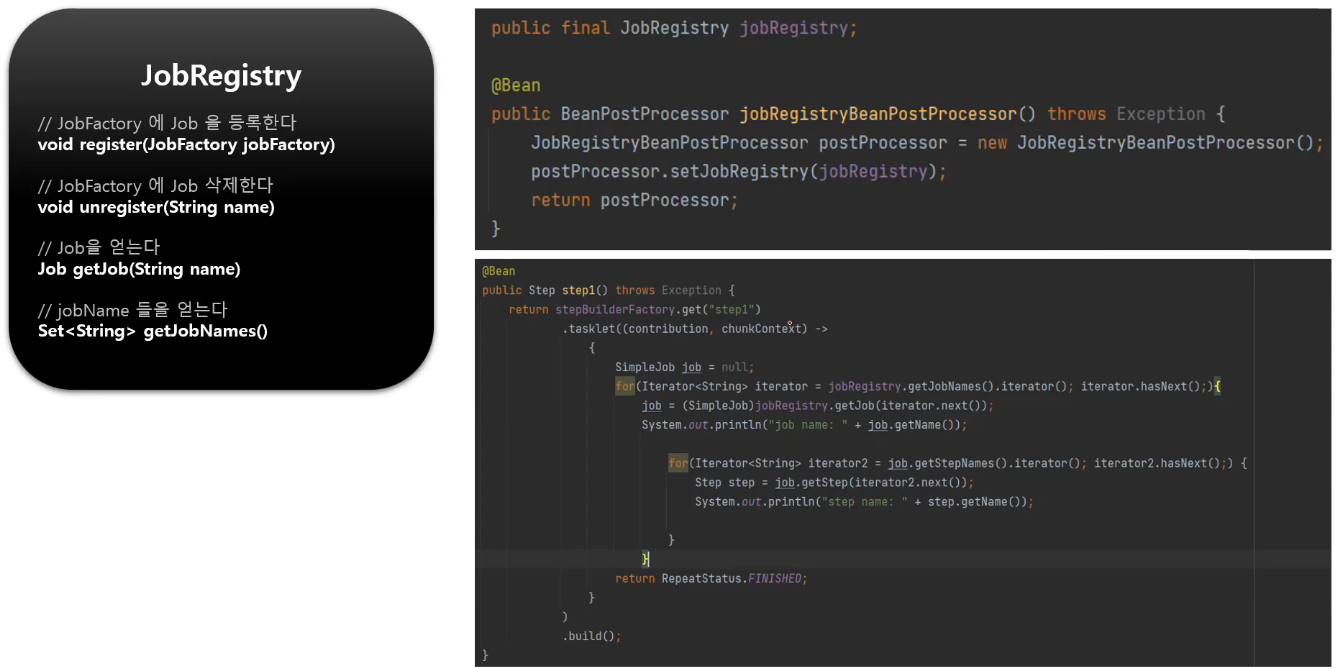 JobRegistry
// JobFactory 에 Job 을 등록한다
void register(JobFactory jobFactory)
// JobFactory 에 Job 삭제한다
void unregister(String name)
// Job을 얻는다
Job getJob(String name)
// jobName 들을 얻는다
Set<String> getJobNames()
public final JobRegistry jobRegistry;
@Bean
public BeanPostProcessor jobRegistryBeanPostProcessor() throws Exception {
JobRegistryBeanPostProcessor postProcessor = new JobRegistryBeanPostProcessor();
postProcessor.setJobRegistry(jobRegistry);
return postProcessor;
}
@Bean
public Step step1() throws Exception {
return stepBuilderFactory.get("step1")
.tasklet((contribution, chunkContext) ->
{
SimpleJob job = null;
for(Iterator<String> iterator = jobRegistry.getJobNames().iterator(); iterator.hasNext();){
job = (SimpleJob)jobRegistry.getJob(iterator.next());
System.out.println("job name: " + job.getName());
for(Iterator<String> iterator2 = job.getStepNames().iterator(); iterator2.hasNext();) {
Step step = job.getStep(iterator2.next());
System.out.println("step name: " + step.getName());
}
}
return RepeatStatus.FINISHED;
}
)
.build();
}